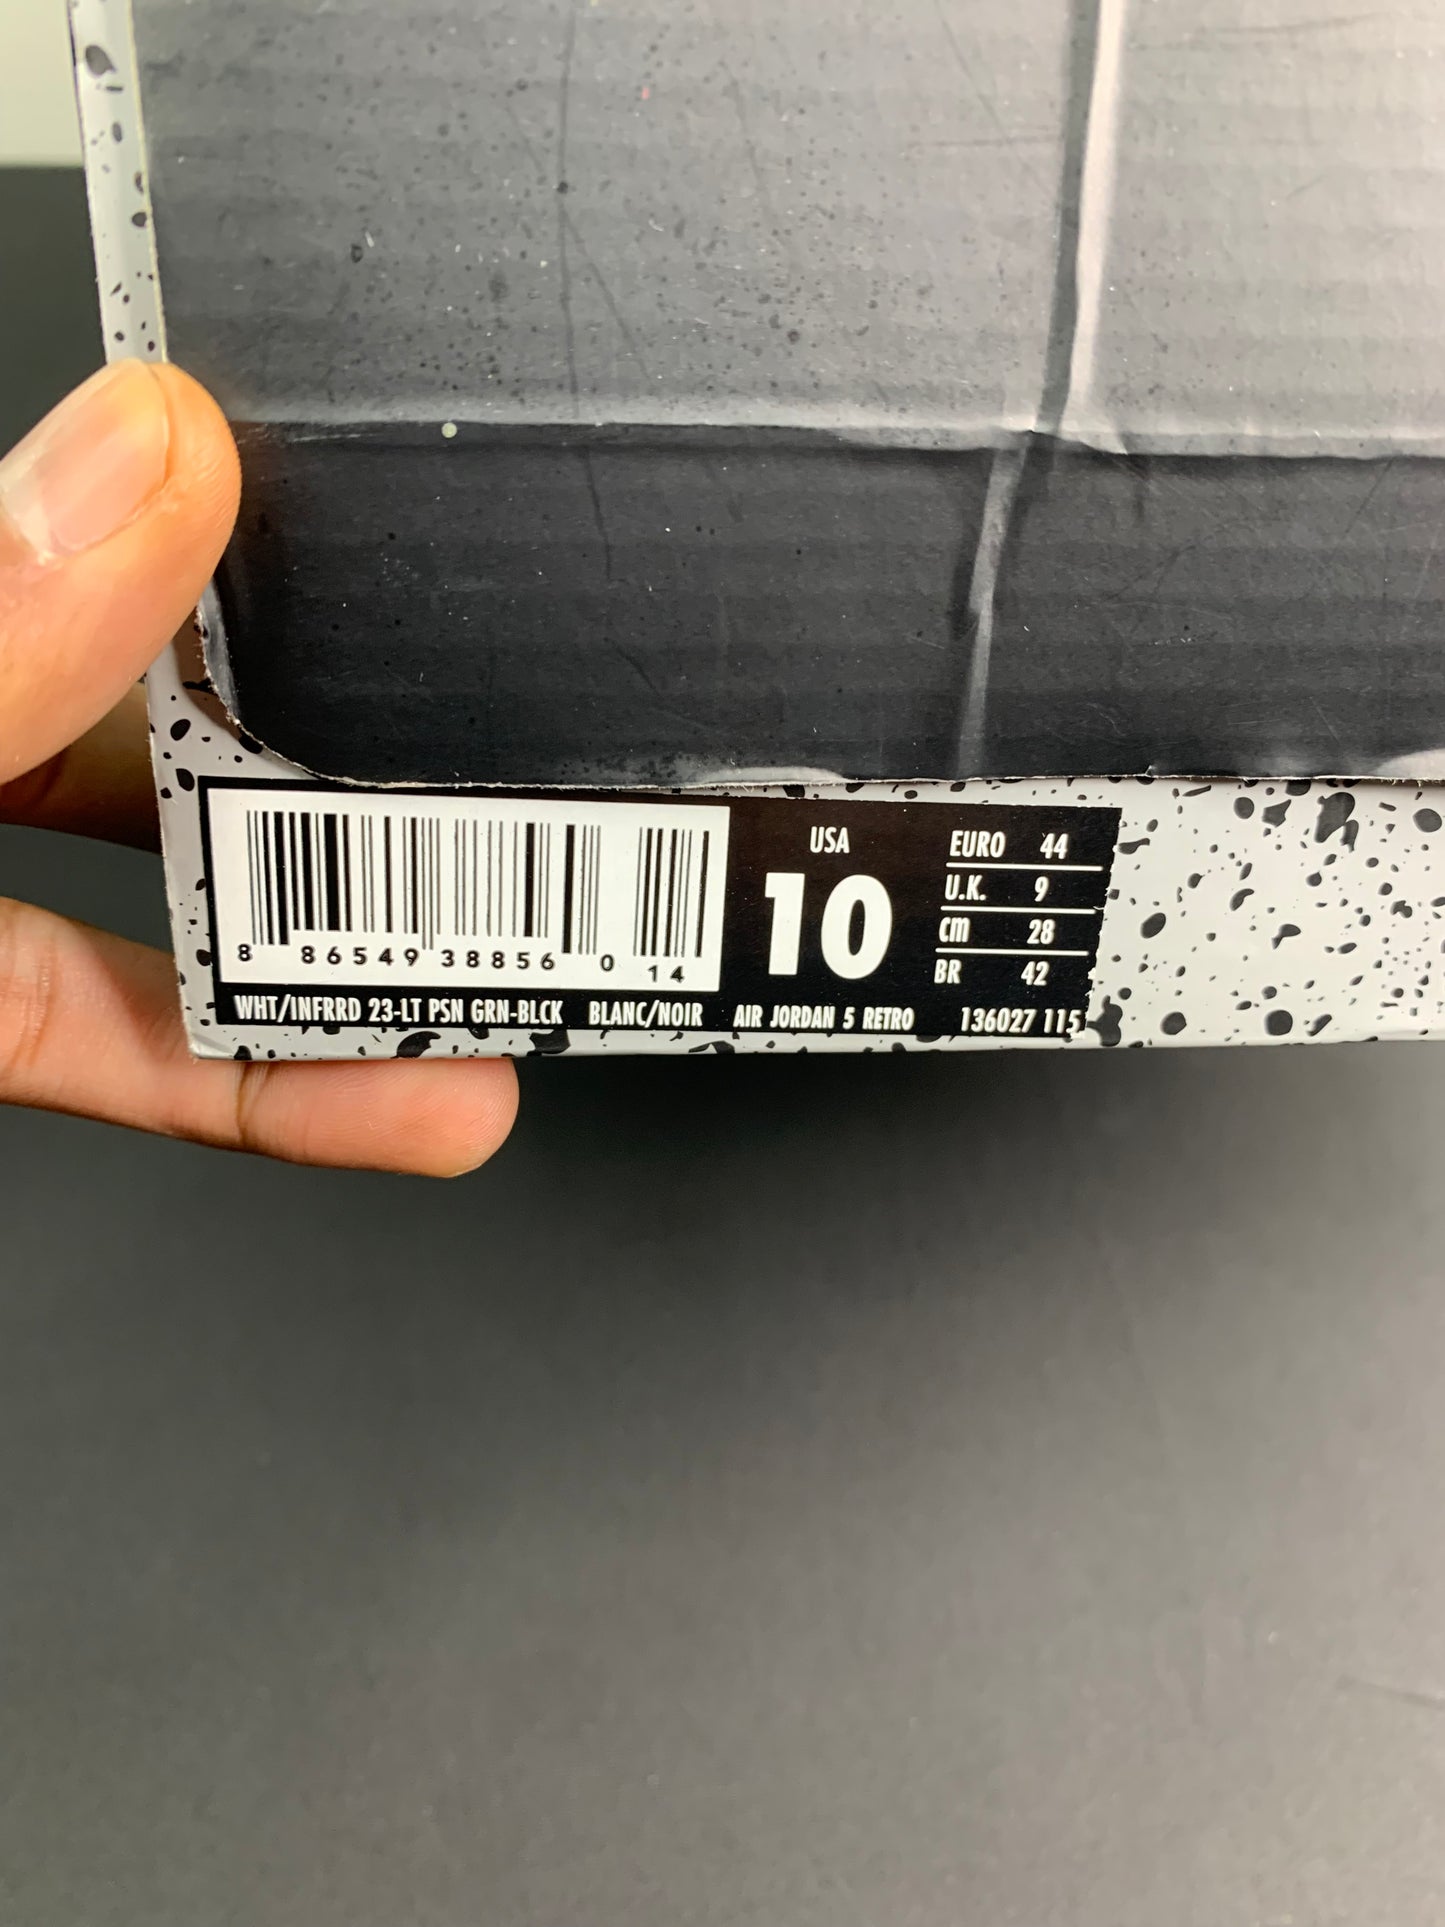 USA
10
EURO 44
U.K. 9
cm 28
BR 42
8 86549 38856 0 14
WHT/INFRRD 23-LT PSN GRN-BLCK BLANC/NOIR AIR JORDAN 5 RETRO 136027 115